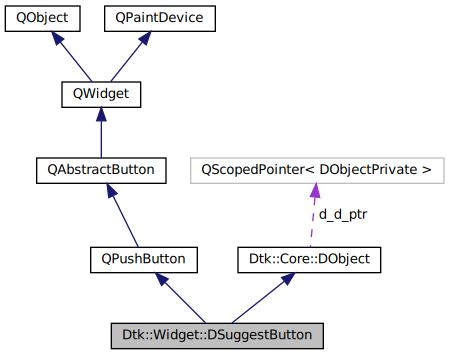 QObject
QPaintDevice
QWidget
QAbstractButton
QScopedPointer< DObjectPrivate >
d_d_ptr
QPushButton
Dtk::Core::DObject
Dtk::Widget::DSuggestButton